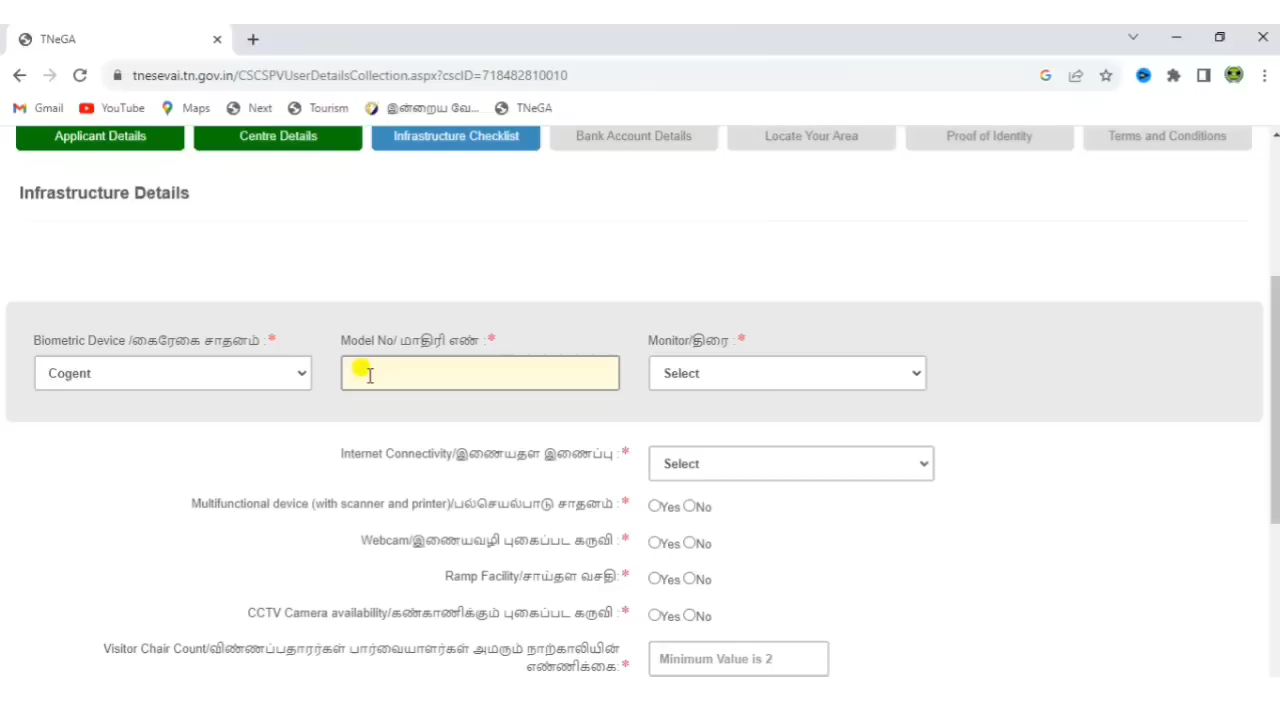 TNeGA
tnesevai.tn.gov.in/CSCSPVUserDetailsCollection.aspx?cscID=718482810010
Gmail YouTube Maps Next Tourism இன்றைய வே... TNeGA
Applicant Details Centre Details Infrastructure Checklist Bank Account Details Locate Your Area Proof of Identity Terms and Conditions
Infrastructure Details
Biometric Device /கைரேகை சாதனம் :* Model No/ மாதிரி எண் :* Monitor/திரை :*
Cogent Select
Internet Connectivity/இணையதள இணைப்பு :* Select
Multifunctional device (with scanner and printer)/பல்செயல்பாடு சாதனம் :* Yes No
Webcam/இணையவழி புகைப்பட கருவி :* Yes No
Ramp Facility/சாய்தள வசதி:* Yes No
CCTV Camera availability/கண்காணிக்கும் புகைப்பட கருவி :* Yes No
Visitor Chair Count/விண்ணப்பதாரர்கள் பார்வையாளர்கள் அமரும் நாற்காலியின்
எண்ணிக்கை:* Minimum Value is 2